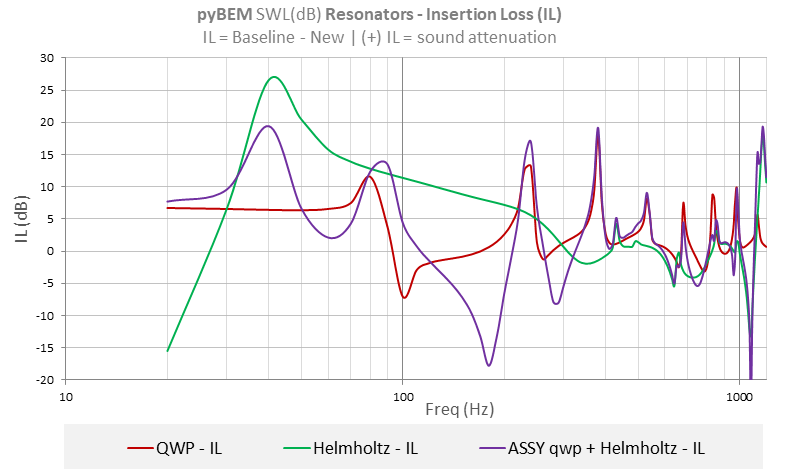 pyBEM SWL(dB) Resonators - Insertion Loss (IL)
IL = Baseline - New | (+) IL = sound attenuation
30
25
20
15
10
5
0
-5
-10
-15
-20
IL (dB)
10
100
1000
Freq (Hz)
QWP - IL
Helmholtz - IL
ASSY qwp + Helmholtz - IL